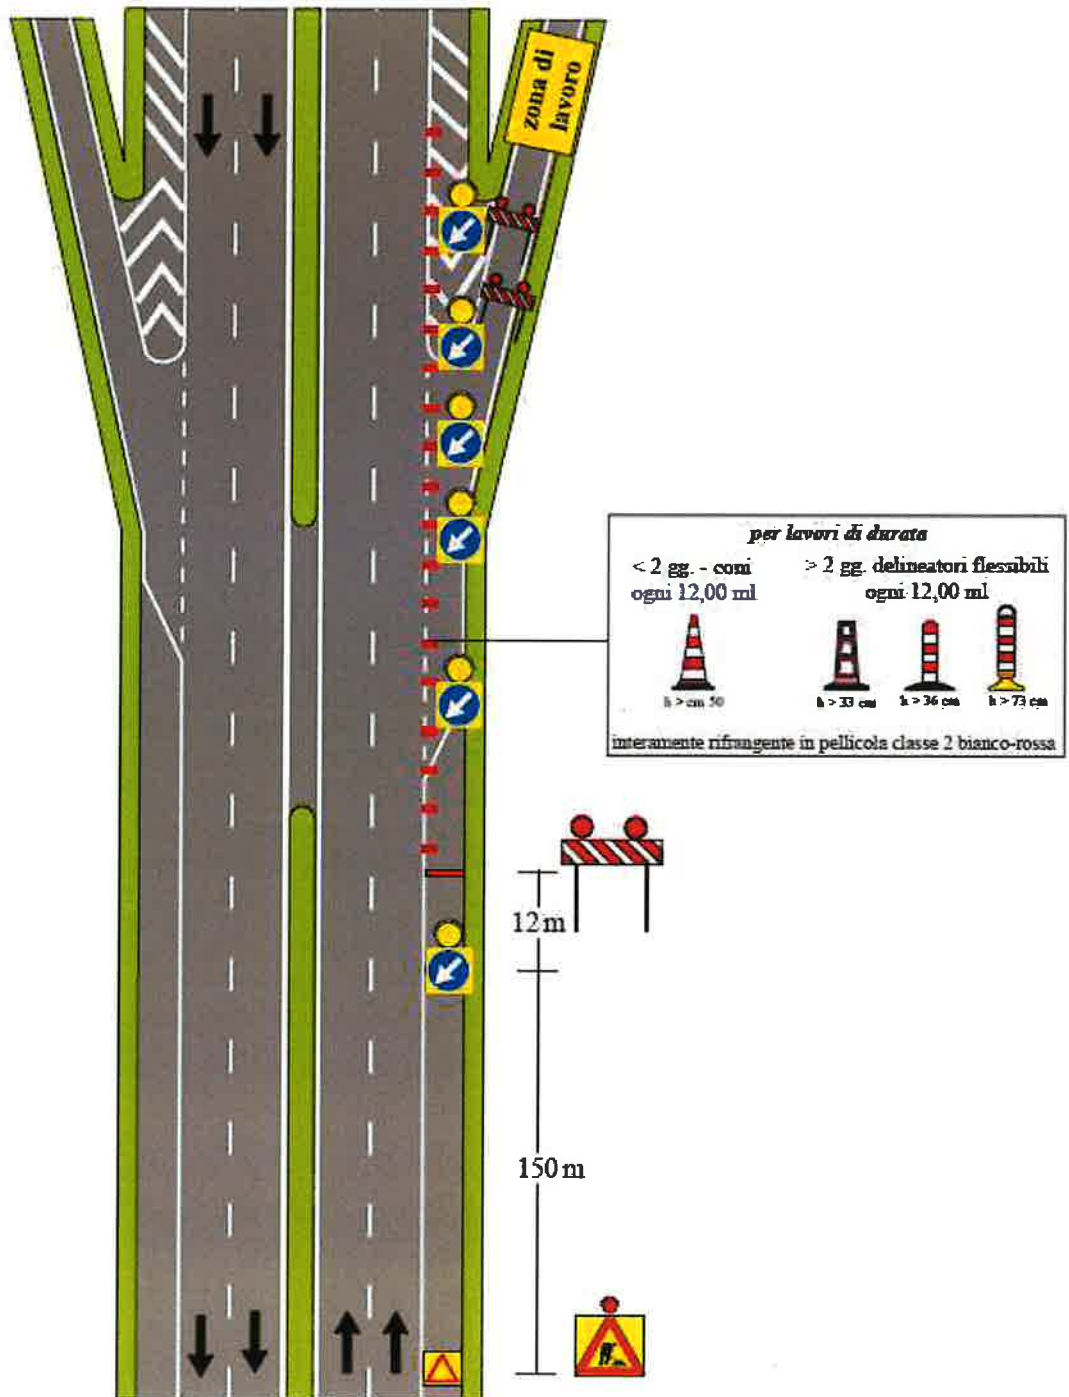 zona di
lavoro
per lavori di durata
< 2 gg. - coni
ogni 12,00 ml
> 2 gg. delineatori flessibili
ogni 12,00 ml
h > cm 50
h > 33 cm
h > 36 cm
h > 73 cm
interamente rifrangente in pellicola classe 2 bianco-rossa
12 m
150 m